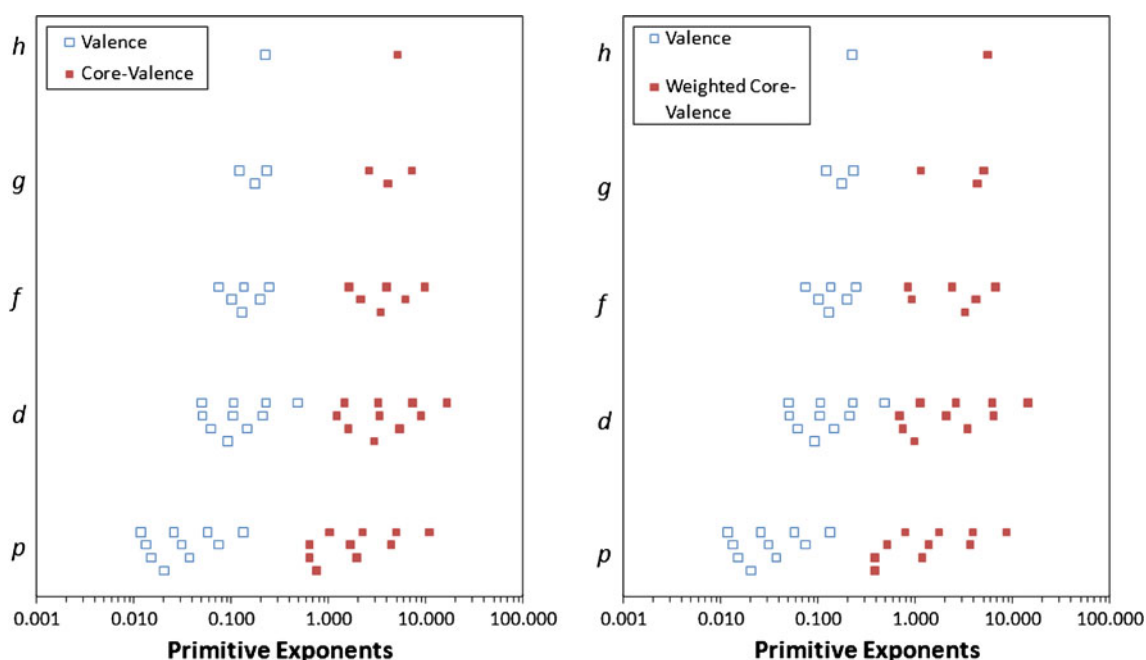 h
g
f
d
p
Valence
Core-Valence
0.001 0.010 0.100 1.000 10.000 100.000
Primitive Exponents
h
g
f
d
p
Valence
Weighted Core-
Valence
0.001 0.010 0.100 1.000 10.000 100.000
Primitive Exponents